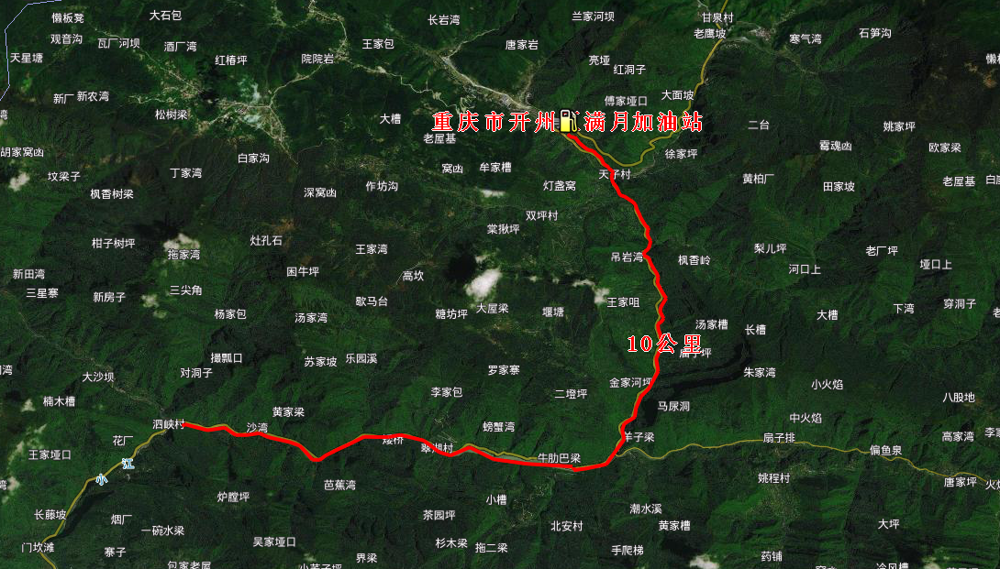 懒板凳
大石包
长岩湾
兰家河坝
甘泉村
观音沟
瓦厂河坝
酒厂湾
王家包
唐家岩
老鹰坡
寒气湾
石笋沟
天星塘
红椿坪
院院岩
亮垭
红洞子
新厂
新农湾
傅家垭口
大面坡
松树梁
大槽
重庆市开州
满月加油站
二台
姚家坪
老屋基
胡家窝函
白家沟
徐家坪
欧家梁
坟梁子
丁家湾
窝函
牟家槽
天子村
黄柏厂
田家坡
老屋基
枫香树梁
深窝函
作坊沟
灯盏窝
双坪村
棠揪坪
柑子树坪
拖家湾
灶孔石
王家湾
吊岩湾
枫香岭
梨儿坪
老厂坪
河口上
垭口上
新田湾
困牛坪
高坎
三星寨
新房子
三尖角
歇马台
大屋梁
堰塘
王家咀
穿洞子
杨家包
汤家湾
糖坊坪
汤家槽
长槽
大槽
下湾
10公里
撮瓢口
苏家坡
乐园溪
大沙坝
对洞子
罗家寨
金家河坪
朱家湾
小火焰
楠木槽
李家包
二墱坪
马尿洞
八股地
黄家梁
中火焰
泗峡村
沙湾
螃蟹湾
羊子梁
扇子排
高家湾
花厂
偏鱼泉
王家垭口
牛肋巴梁
小江
芭蕉湾
姚程村
唐家坪
炉膛坪
小槽
长藤坡
烟厂
茶园坪
潮水溪
一碗水梁
北安村
黄家槽
大坪
门坎滩
寨子
吴家垭口
杉木梁
拖二梁
手爬梯
界梁
药铺